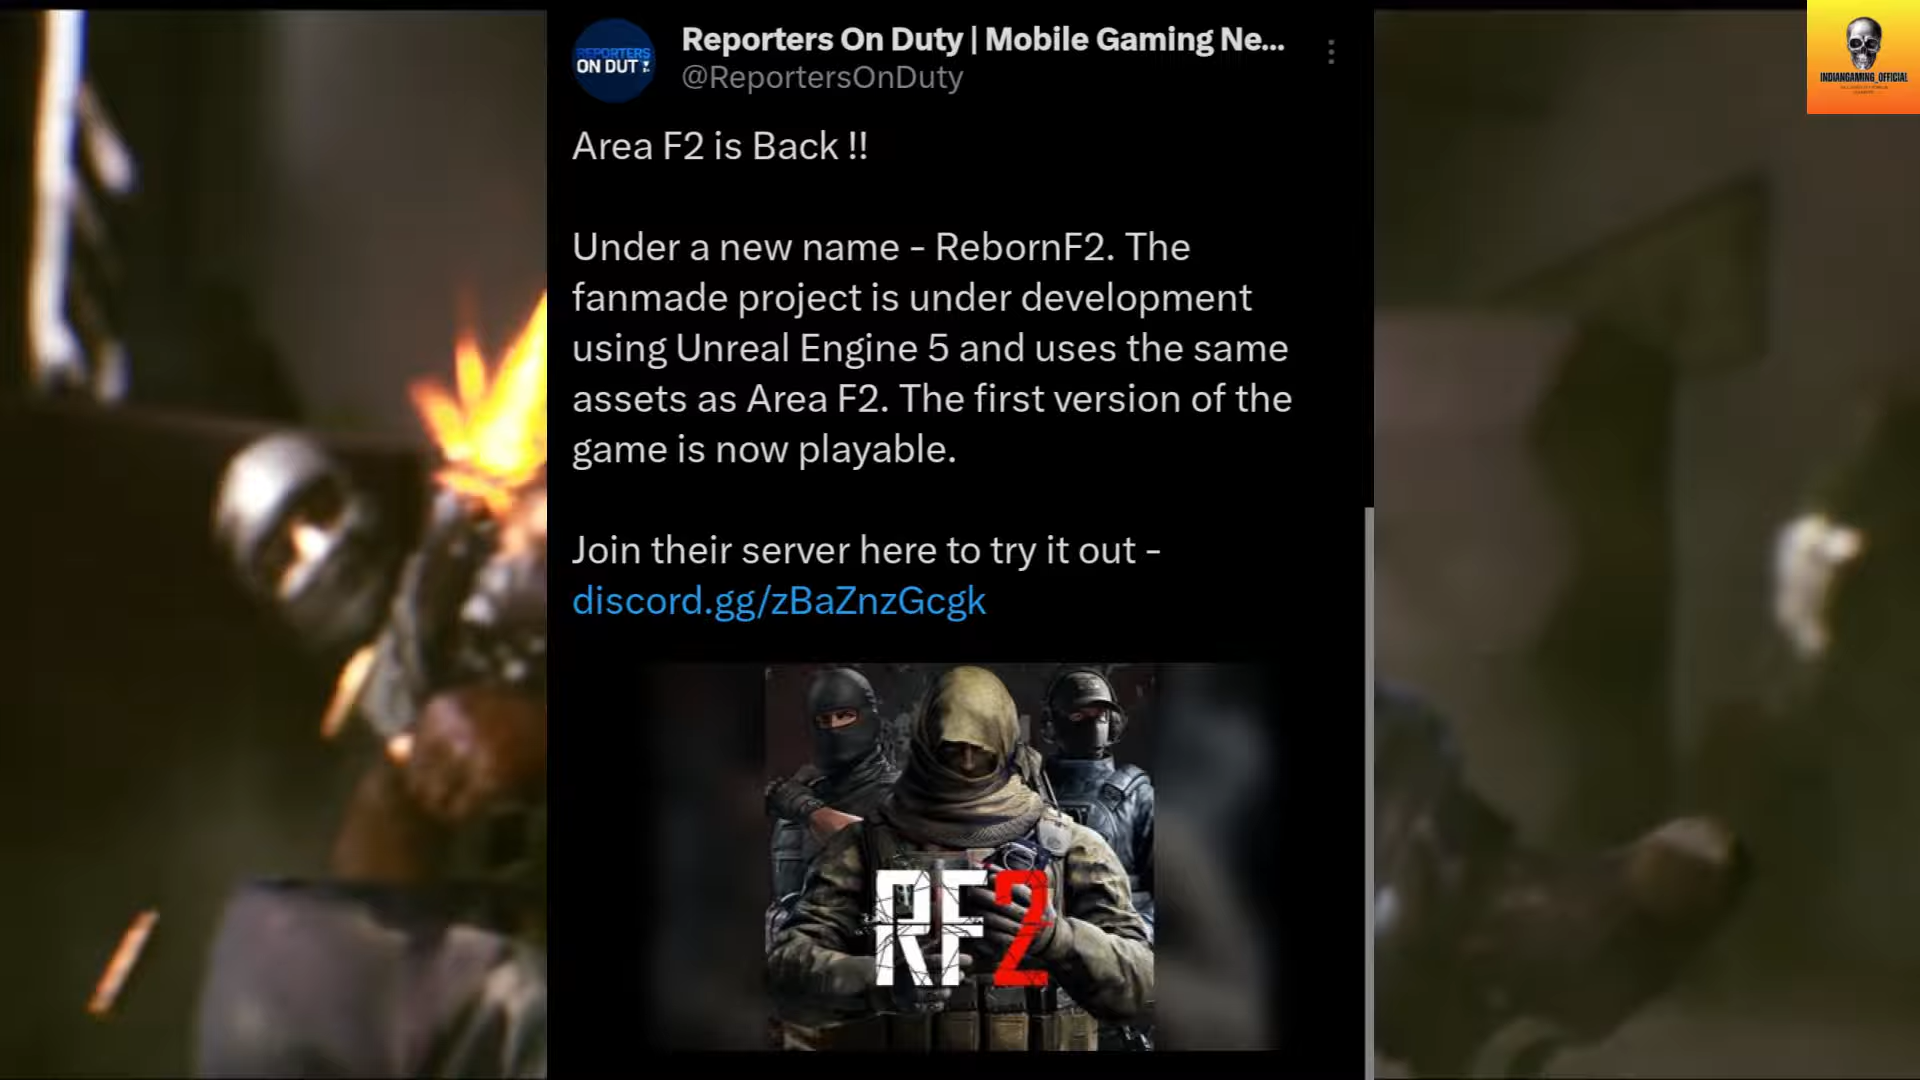 REPORTERS
ON DUTY
Reporters On Duty | Mobile Gaming Ne...
@ReportersOnDuty
Area F2 is Back !!
Under a new name - RebornF2. The
fanmade project is under development
using Unreal Engine 5 and uses the same
assets as Area F2. The first version of the
game is now playable.
Join their server here to try it out -
discord.gg/zBaZnzGcgk
RF2
INDIANGAMING_OFFICIAL